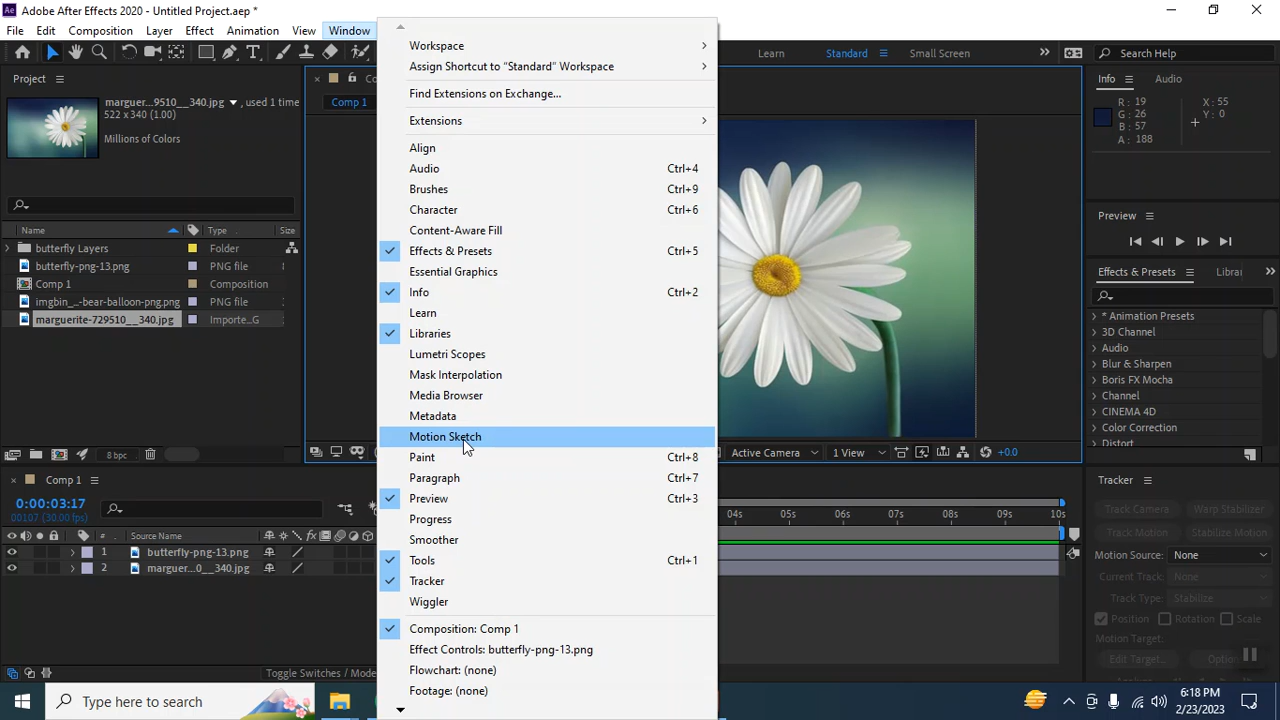 Adobe After Effects 2020 - Untitled Project.aep *
File Edit Composition Layer Effect Animation View Window
Learn Standard Small Screen Search Help
Project
marguer...9510__340.jpg , used 1 time
522 x 340 (1.00)
Millions of Colors
Name Type Size
butterfly Layers Folder
butterfly-png-13.png PNG file
Comp 1 Composition
imgbin_..-bear-balloon-png.png PNG file
marguerite-729510__340.jpg Importe...G
8 bpc
Comp 1
Workspace
Assign Shortcut to "Standard" Workspace
Find Extensions on Exchange...
Extensions
Align
Audio Ctrl+4
Brushes Ctrl+9
Character Ctrl+6
Content-Aware Fill
Effects & Presets Ctrl+5
Essential Graphics
Info Ctrl+2
Learn
Libraries
Lumetri Scopes
Mask Interpolation
Media Browser
Metadata
Motion Sketch
Paint Ctrl+8
Paragraph Ctrl+7
Preview Ctrl+3
Progress
Smoother
Tools Ctrl+1
Tracker
Wiggler
Composition: Comp 1
Effect Controls: butterfly-png-13.png
Flowchart: (none)
Footage: (none)
Active Camera 1 View +0.0
Info Audio
R : 19 X : 55
G : 26 Y : 0
B : 57
A : 188
Preview
Effects & Presets Librai
* Animation Presets
3D Channel
Audio
Blur & Sharpen
Boris FX Mocha
Channel
CINEMA 4D
Color Correction
Distort
Comp 1
0:00:03:17
00107 (30.00 fps)
# Source Name
1 butterfly-png-13.png
2 marguer...0__340.jpg
Toggle Switches / Mode
04s 05s 06s 07s 08s 09s 10s
Tracker
Track Camera Warp Stabilizer
Track Motion Stabilize Motion
Motion Source: None
Current Track: None
Track Type: Stabilize
Position Rotation Scale
Motion Target:
Edit Target...
Type here to search
6:18 PM
2/23/2023